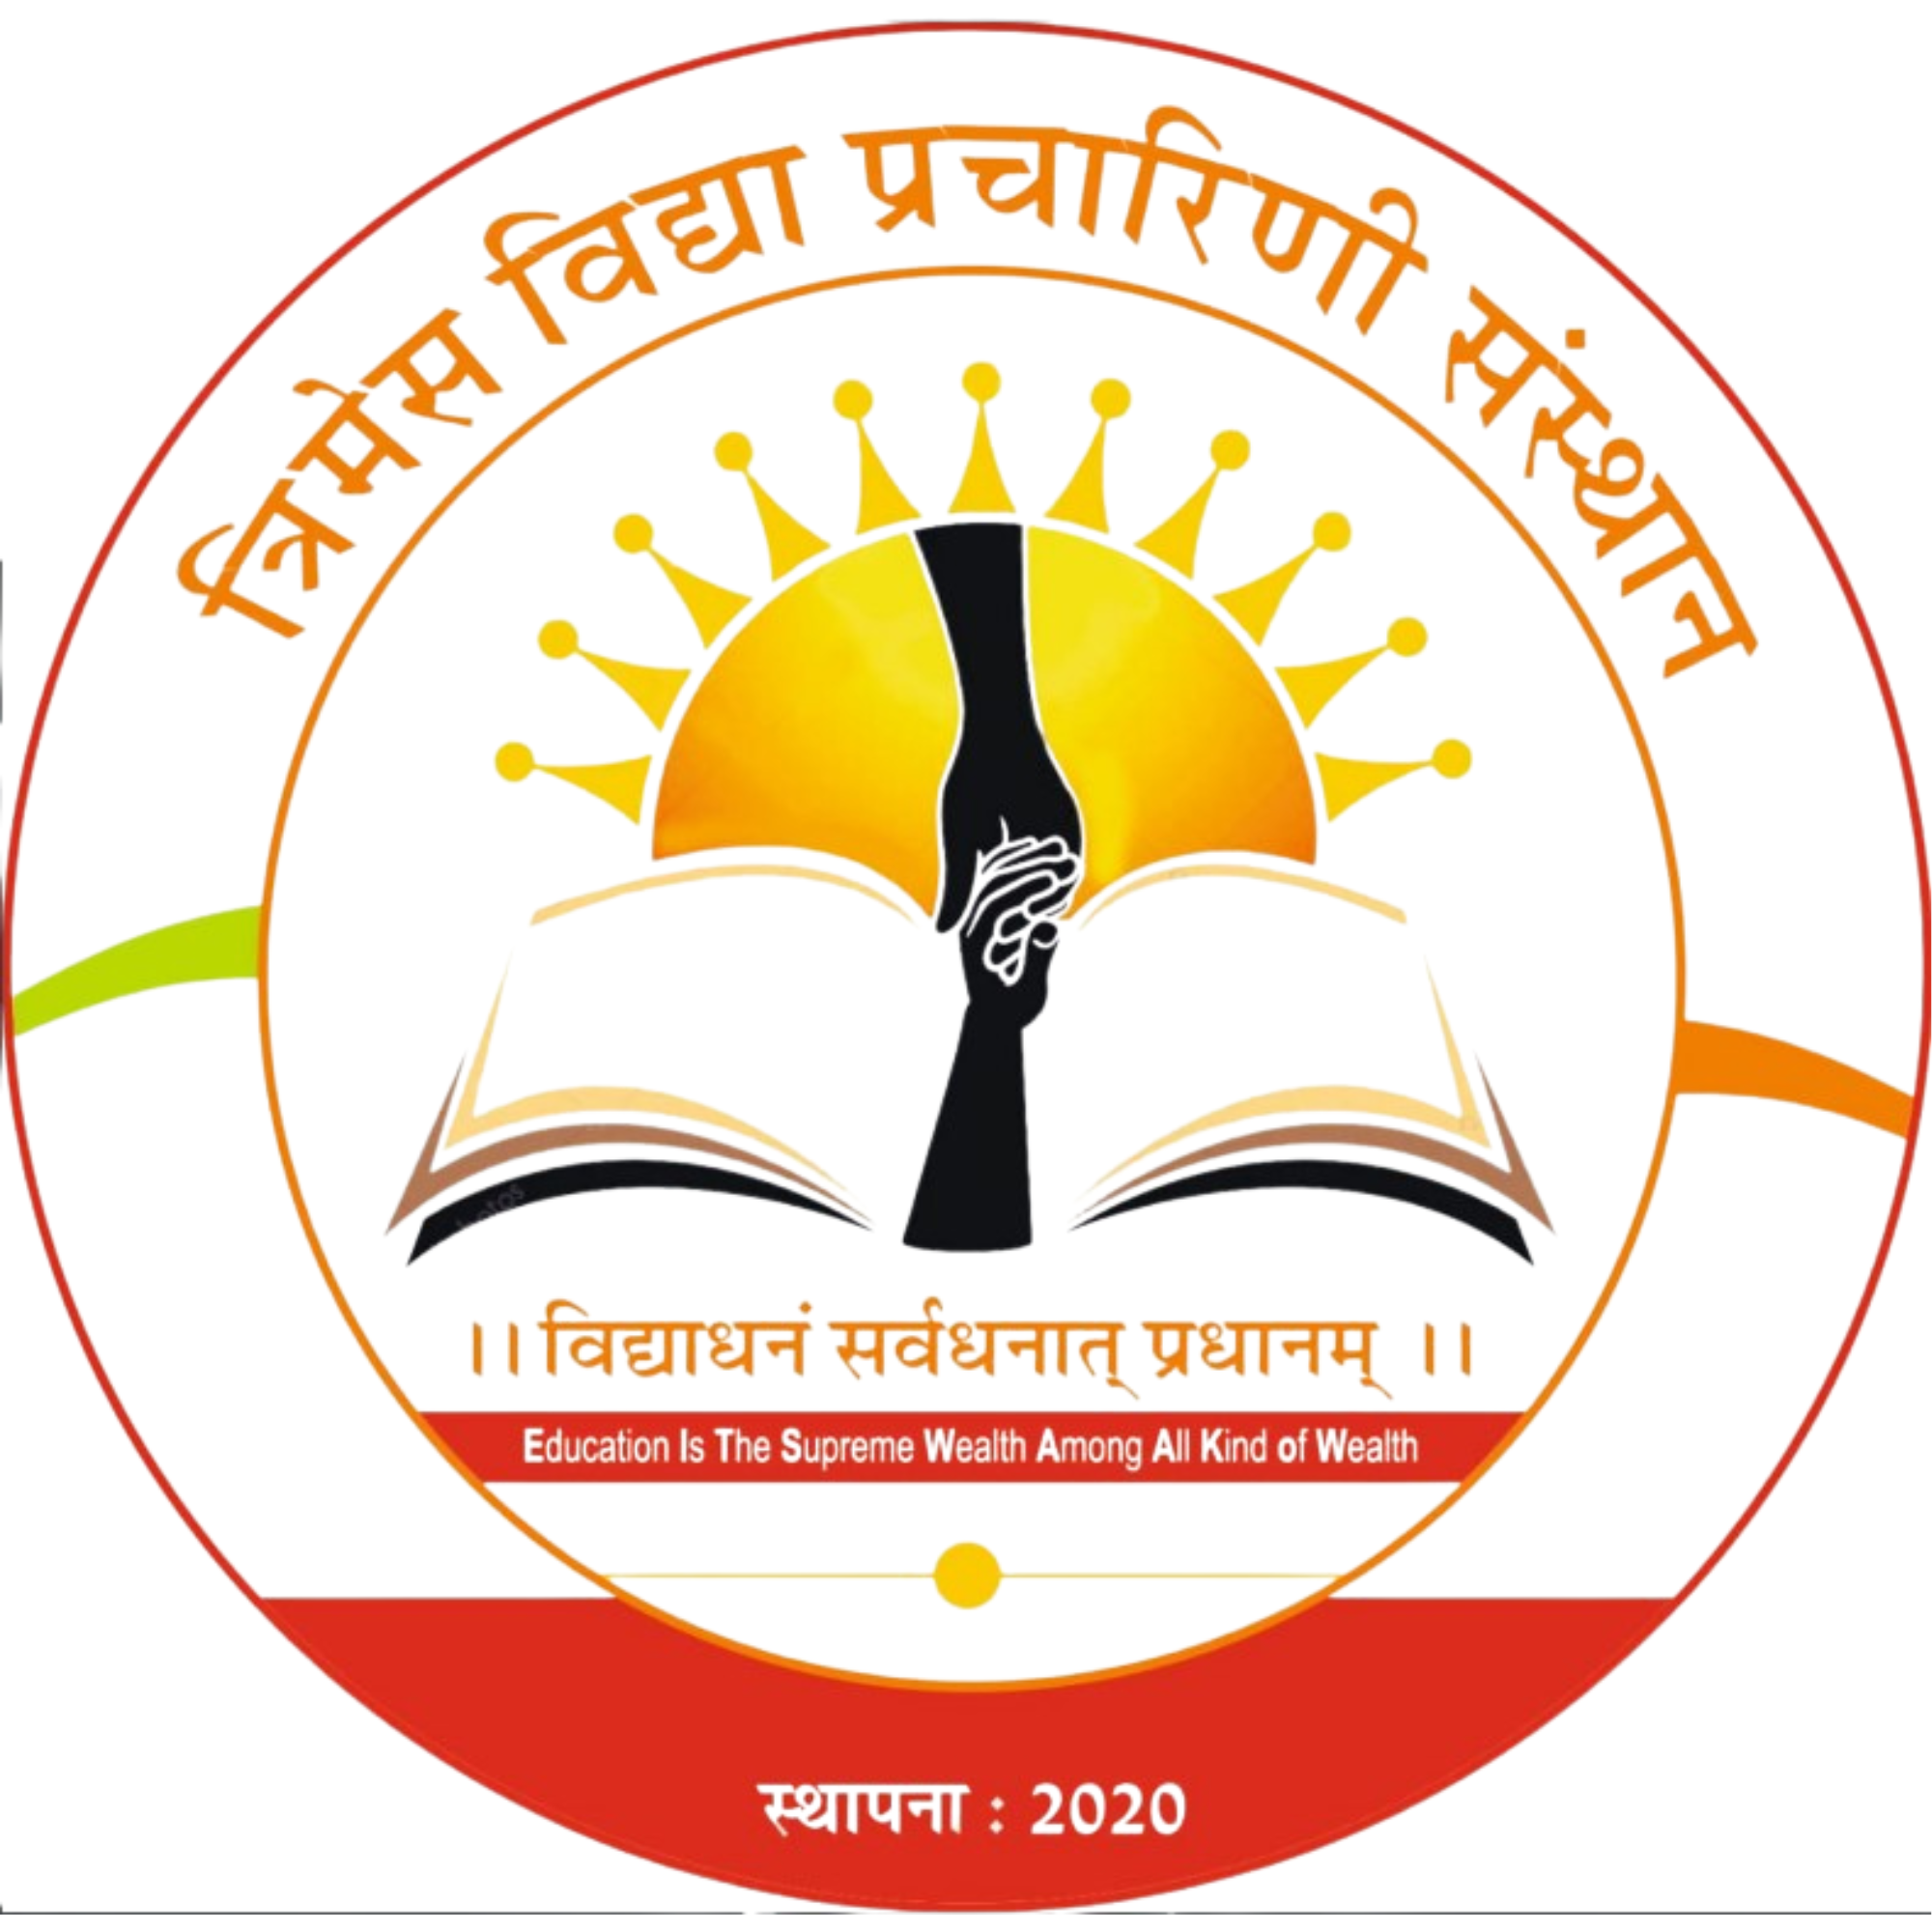 त्रिमेस विद्या प्रचारिणी संस्थान
।। विद्याधनं सर्वधनात् प्रधानम् ।।
Education Is The Supreme Wealth Among All Kind of Wealth
स्थापना : 2020